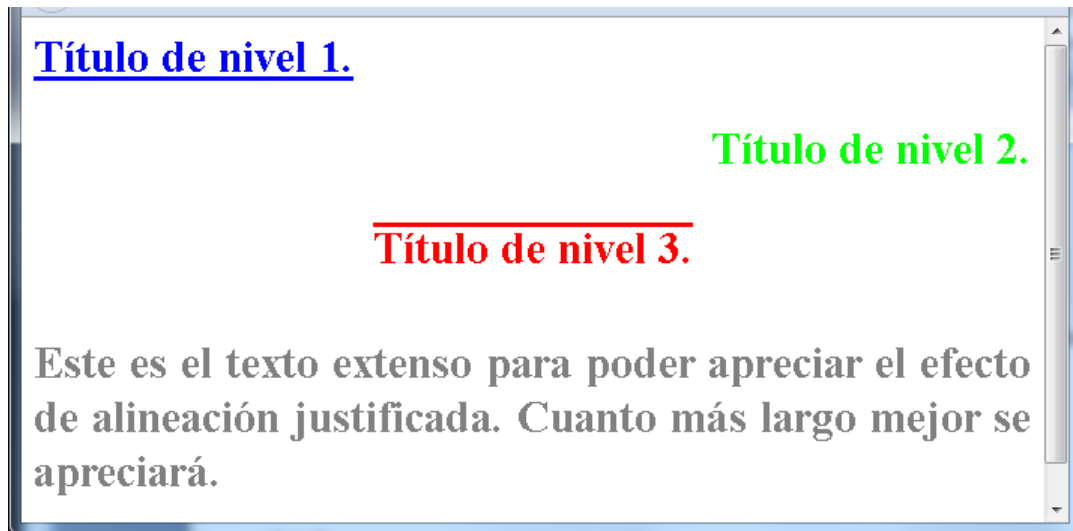 Título de nivel 1.
Título de nivel 2.
Título de nivel 3.
Este es el texto extenso para poder apreciar el efecto
de alineación justificada. Cuanto más largo mejor se
apreciará.